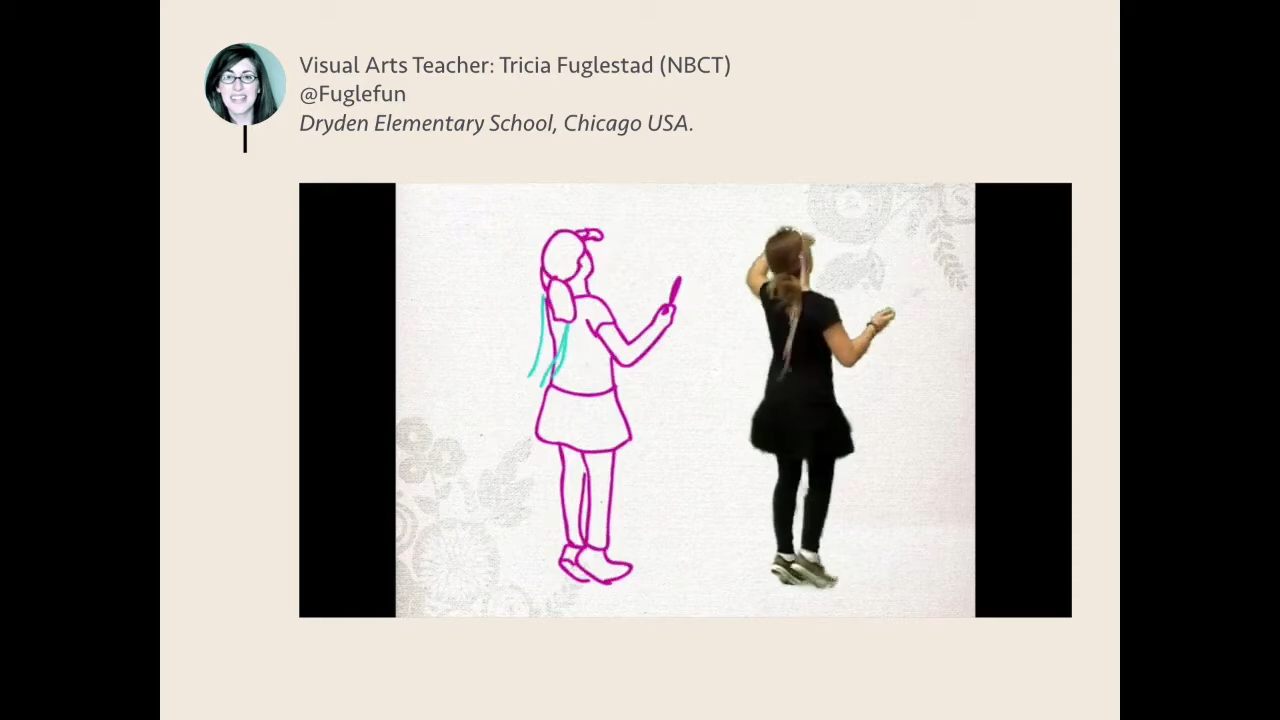 Visual Arts Teacher: Tricia Fuglestad (NBCT)
@Fuglefun
Dryden Elementary School, Chicago USA.